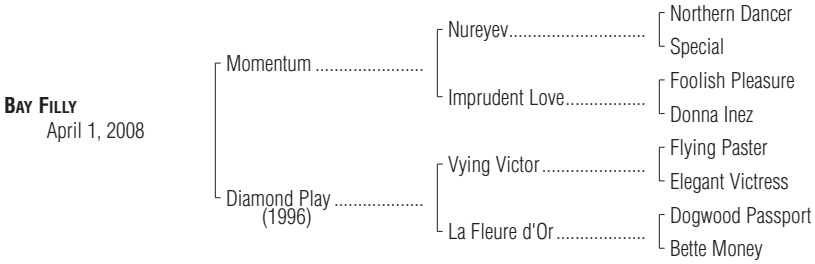 Northern Dancer
Nureyev..............................
Special
Momentum .......................
Foolish Pleasure
Imprudent Love.................
Donna Inez
BAY FILLY
April 1, 2008
Flying Paster
Vying Victor ......................
Elegant Victress
Diamond Play ...................
(1996)
Dogwood Passport
La Fleure d'Or ...................
Bette Money